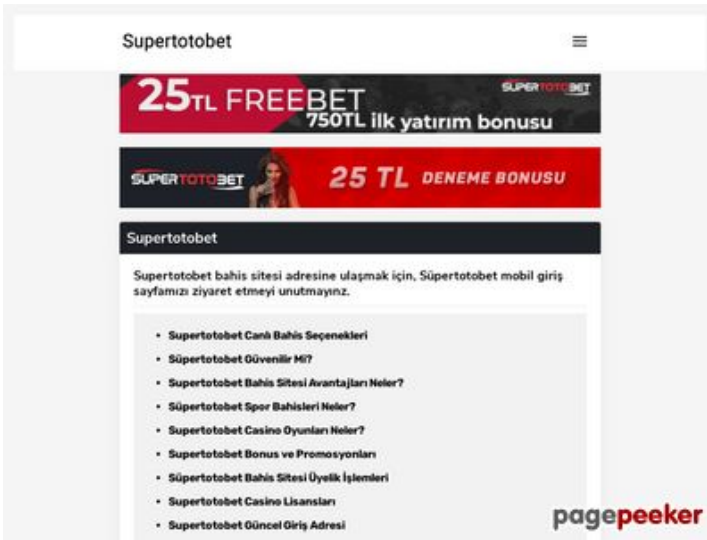 Supertotobet
25TL FREEBET
SUPERTOTOBET
750TL ilk yatırım bonusu
SUPERTOTOBET
25 TL DENEME BONUSU
Supertotobet
Supertotobet bahis sitesi adresine ulaşmak için, Süpertotobet mobil giriş
sayfamızı ziyaret etmeyi unutmayınız.
• Supertotobet Canlı Bahis Seçenekleri
• Süpertotobet Güvenilir Mi?
• Supertotobet Bahis Sitesi Avantajları Neler?
• Süpertotobet Spor Bahisleri Neler?
• Supertotobet Casino Oyunları Neler?
• Supertotobet Bonus ve Promosyonları
• Süpertotobet Bahis Sitesi Üyelik İşlemleri
• Supertotobet Casino Lisansları
• Supertotobet Güncel Giriş Adresi
pagepeeker